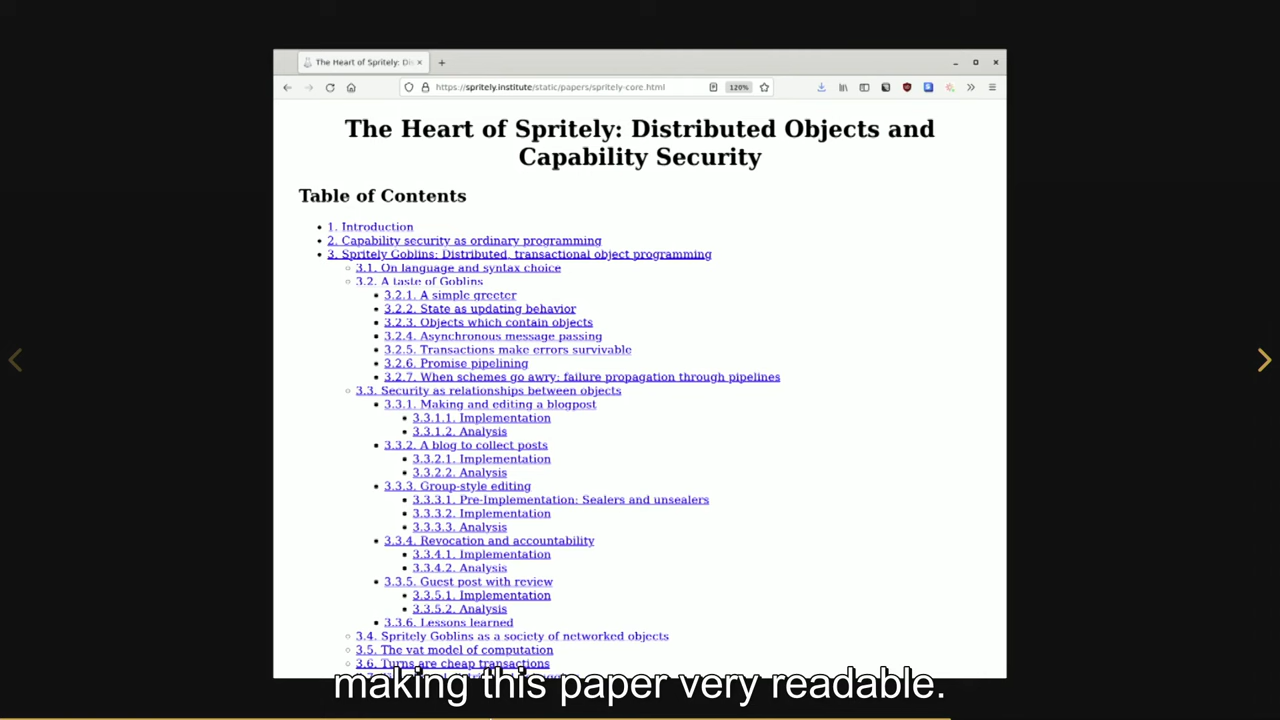 The Heart of Spritely: Dis
https://spritely.institute/static/papers/spritely-core.html
120%
The Heart of Spritely: Distributed Objects and
Capability Security
Table of Contents
1. Introduction
2. Capability security as ordinary programming
3. Spritely Goblins: Distributed, transactional object programming
3.1. On language and syntax choice
3.2. A taste of Goblins
3.2.1. A simple greeter
3.2.2. State as updating behavior
3.2.3. Objects which contain objects
3.2.4. Asynchronous message passing
3.2.5. Transactions make errors survivable
3.2.6. Promise pipelining
3.2.7. When schemes go awry: failure propagation through pipelines
3.3. Security as relationships between objects
3.3.1. Making and editing a blogpost
3.3.1.1. Implementation
3.3.1.2. Analysis
3.3.2. A blog to collect posts
3.3.2.1. Implementation
3.3.2.2. Analysis
3.3.3. Group-style editing
3.3.3.1. Pre-Implementation: Sealers and unsealers
3.3.3.2. Implementation
3.3.3.3. Analysis
3.3.4. Revocation and accountability
3.3.4.1. Implementation
3.3.4.2. Analysis
3.3.5. Guest post with review
3.3.5.1. Implementation
3.3.5.2. Analysis
3.3.6. Lessons learned
3.4. Spritely Goblins as a society of networked objects
3.5. The vat model of computation
3.6. Turns are cheap transactions
making this paper very readable.